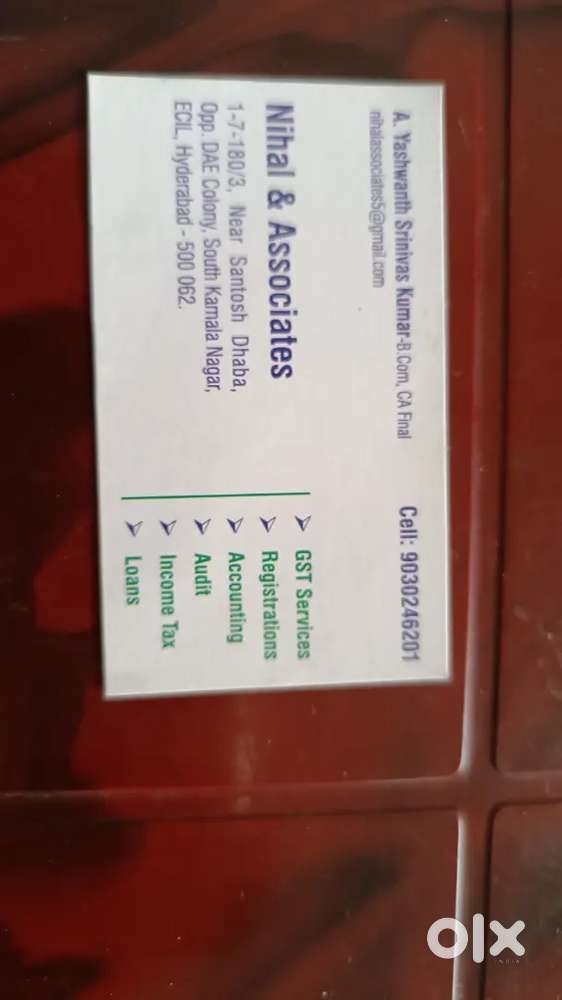 A. Yashwanth Srinivas Kumar-B.Com, CA Final
Cell: 9030246201
nihalassociates5@gmail.com
Nihal & Associates
1-7-180/3, Near Santosh Dhaba,
Opp. DAE Colony, South Kamala Nagar,
ECIL, Hyderabad - 500 062.
➢ GST Services
➢ Registrations
➢ Accounting
➢ Audit
➢ Income Tax
➢ Loans
olx
INDIA